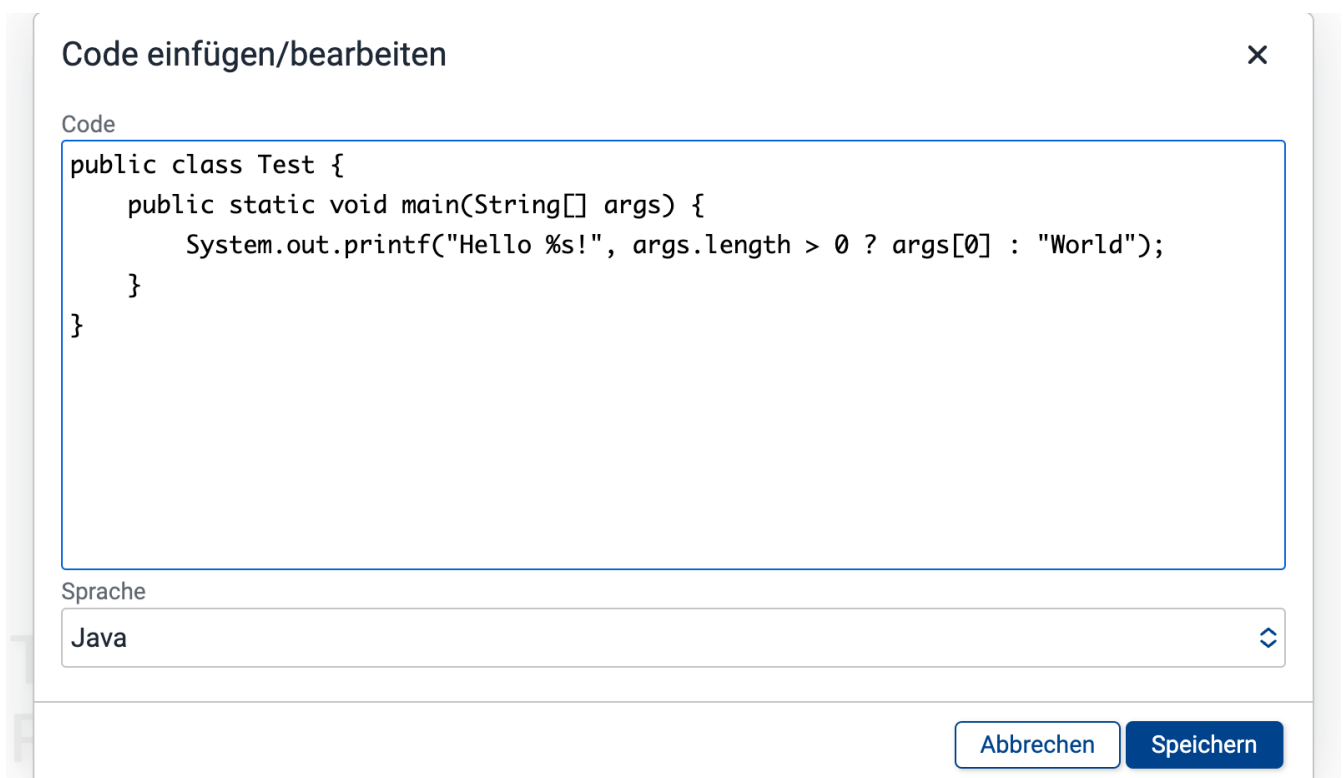 Code einfügen/bearbeiten
Code
public class Test {
    public static void main(String[] args) {
        System.out.printf("Hello %s!", args.length > 0 ? args[0] : "World");
    }
}
Sprache
Java
Abbrechen
Speichern